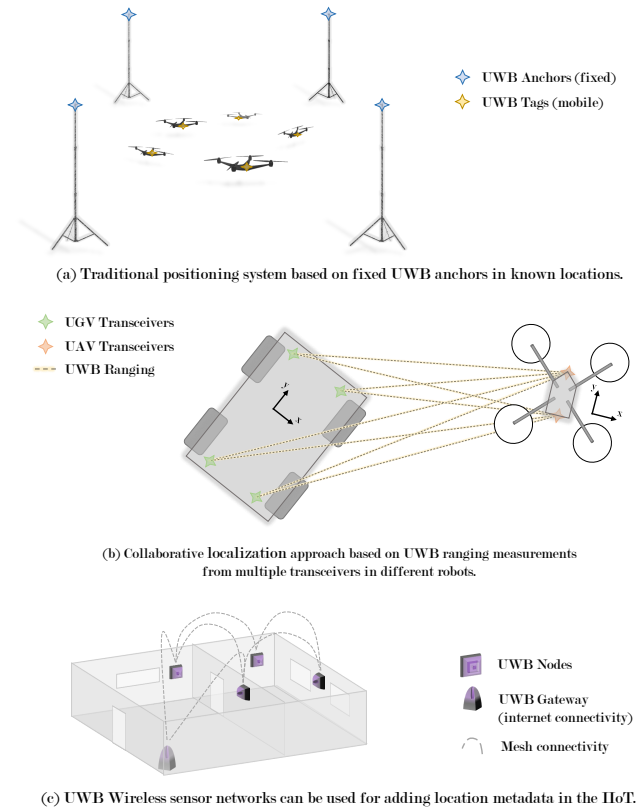 UWB Anchors (fixed)
UWB Tags (mobile)
(a) Traditional positioning system based on fixed UWB anchors in known locations.
UGV Transceivers
UAV Transceivers
UWB Ranging
y
x
y
x
(b) Collaborative localization approach based on UWB ranging measurements
from multiple transceivers in different robots.
UWB Nodes
UWB Gateway
(internet connectivity)
Mesh connectivity
(c) UWB Wireless sensor networks can be used for adding location metadata in the IIoT.